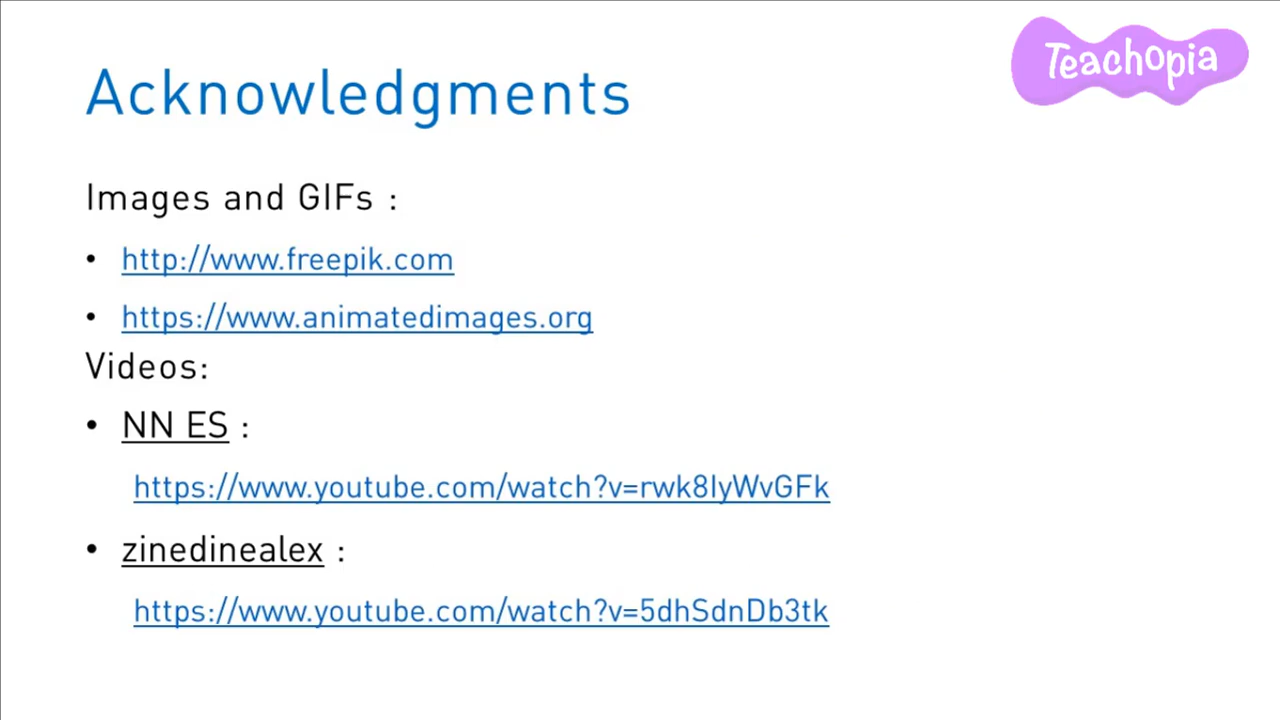 Teachopia
Acknowledgments
Images and GIFs :
• http://www.freepik.com
• https://www.animatedimages.org
Videos:
• NN ES :
https://www.youtube.com/watch?v=rwk8IyWvGFk
• zinedinealex :
https://www.youtube.com/watch?v=5dhSdnDb3tk